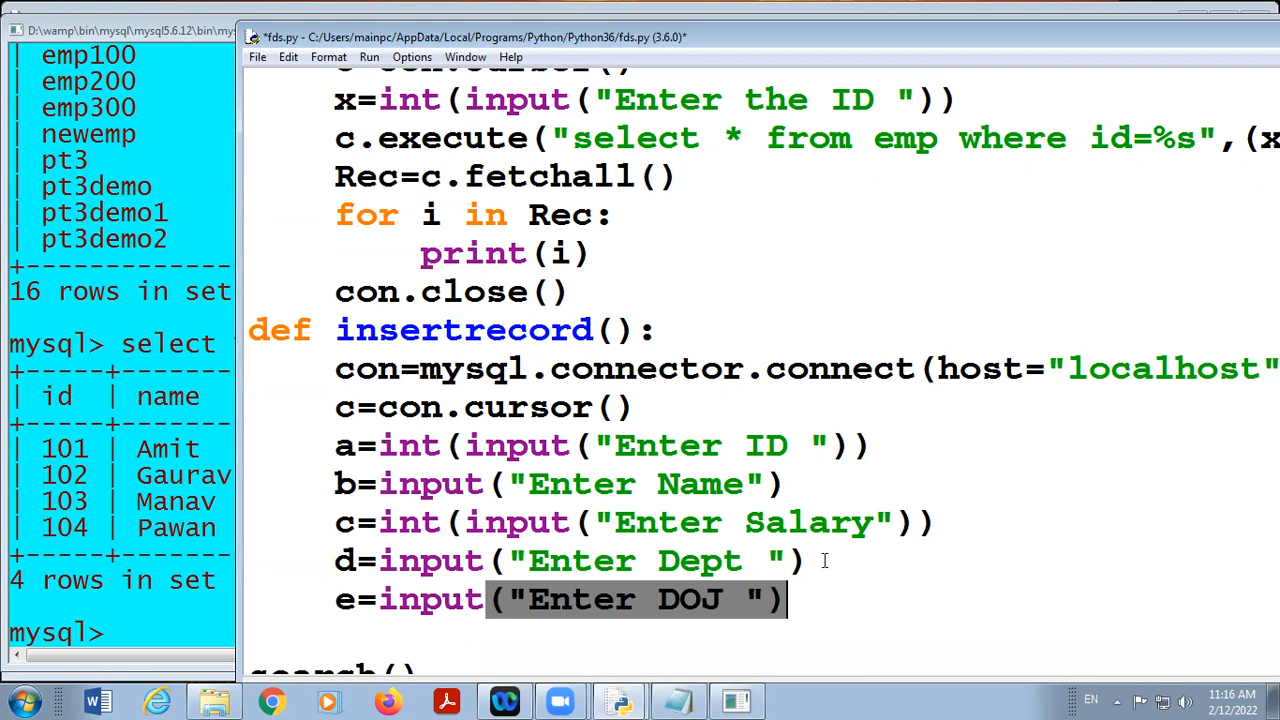 D:\wamp\bin\mysql\mysql5.6.12\bin\mys
| emp100
| emp200
| emp300
| newemp
| pt3
| pt3demo
| pt3demo1
| pt3demo2
+-------------
16 rows in set
mysql> select
+-----+-------
| id | name
+-----+-------
| 101 | Amit
| 102 | Gaurav
| 103 | Manav
| 104 | Pawan
+-----+-------
4 rows in set
mysql>
*fds.py - C:/Users/mainpc/AppData/Local/Programs/Python/Python36/fds.py (3.6.0)*
File Edit Format Run Options Window Help
c=con.cursor()
x=int(input("Enter the ID "))
c.execute("select * from emp where id=%s",(x
Rec=c.fetchall()
for i in Rec:
print(i)
con.close()
def insertrecord():
con=mysql.connector.connect(host="localhost"
c=con.cursor()
a=int(input("Enter ID "))
b=input("Enter Name")
c=int(input("Enter Salary"))
d=input("Enter Dept ")
e=input("Enter DOJ ")
search()
EN
11:16 AM
2/12/2022